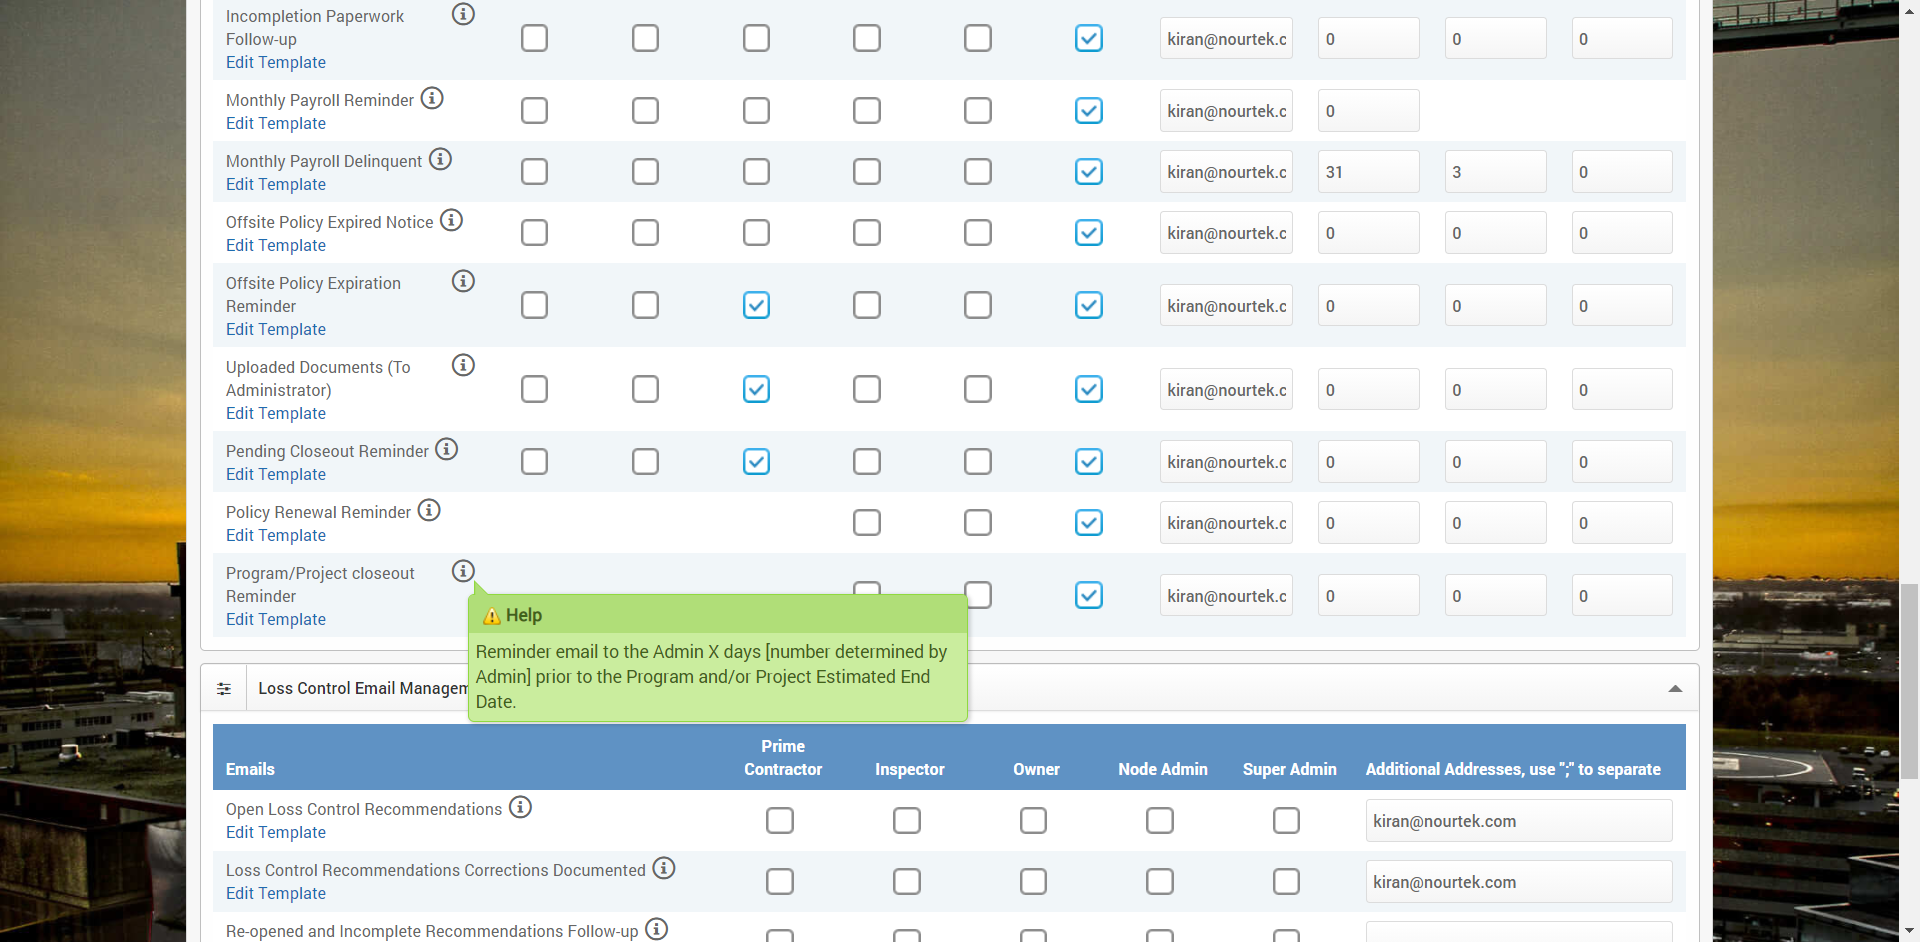 Incompletion Paperwork
Follow-up
Edit Template
kiran@nourtek.c 0 0 0
Monthly Payroll Reminder
Edit Template
kiran@nourtek.c 0
Monthly Payroll Delinquent
Edit Template
kiran@nourtek.c 31 3 0
Offsite Policy Expired Notice
Edit Template
kiran@nourtek.c 0 0 0
Offsite Policy Expiration
Reminder
Edit Template
kiran@nourtek.c 0 0 0
Uploaded Documents (To
Administrator)
Edit Template
kiran@nourtek.c 0 0 0
Pending Closeout Reminder
Edit Template
kiran@nourtek.c 0 0 0
Policy Renewal Reminder
Edit Template
kiran@nourtek.c 0 0 0
Program/Project closeout
Reminder
Edit Template
kiran@nourtek.c 0 0 0
Help
Reminder email to the Admin X days [number determined by
Admin] prior to the Program and/or Project Estimated End
Date.
Loss Control Email Managem
Emails Prime Contractor Inspector Owner Node Admin Super Admin Additional Addresses, use ";" to separate
Open Loss Control Recommendations
Edit Template
kiran@nourtek.com
Loss Control Recommendations Corrections Documented
Edit Template
kiran@nourtek.com
Re-opened and Incomplete Recommendations Follow-up